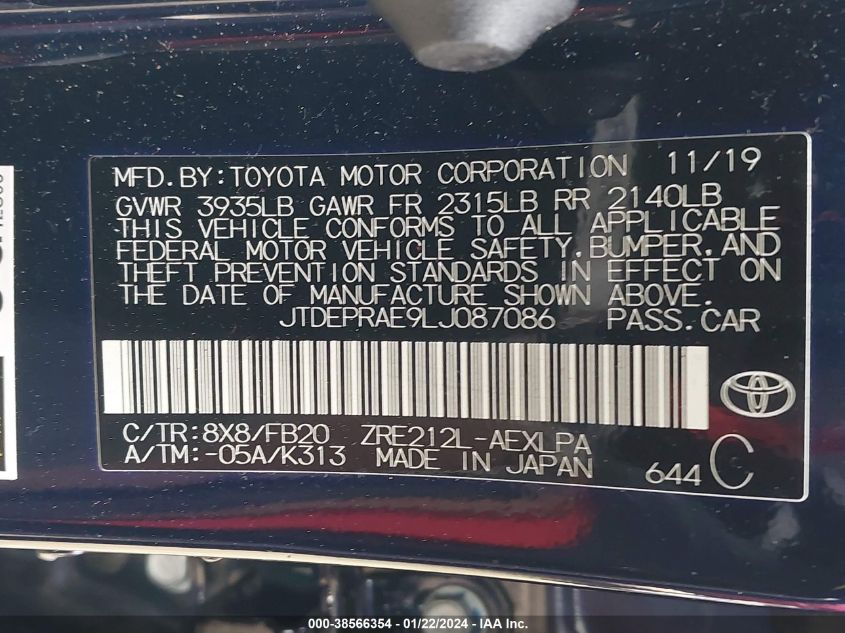 MFD.BY:TOYOTA MOTOR CORPORATION 11/19
GVWR 3935LB GAWR FR 2315LB RR 2140LB
THIS VEHICLE CONFORMS TO ALL APPLICABLE
FEDERAL MOTOR VEHICLE SAFETY,BUMPER,AND
THEFT PREVENTION STANDARDS IN EFFECT ON
THE DATE OF MANUFACTURE SHOWN ABOVE.
JTDEPRAE9LJ087086 PASS.CAR
C/TR:8X8/FB20 ZRE212L-AEXLPA
A/TM:-05A/K313 MADE IN JAPAN 644 C
000-38566354 - 01/22/2024 - IAA Inc.